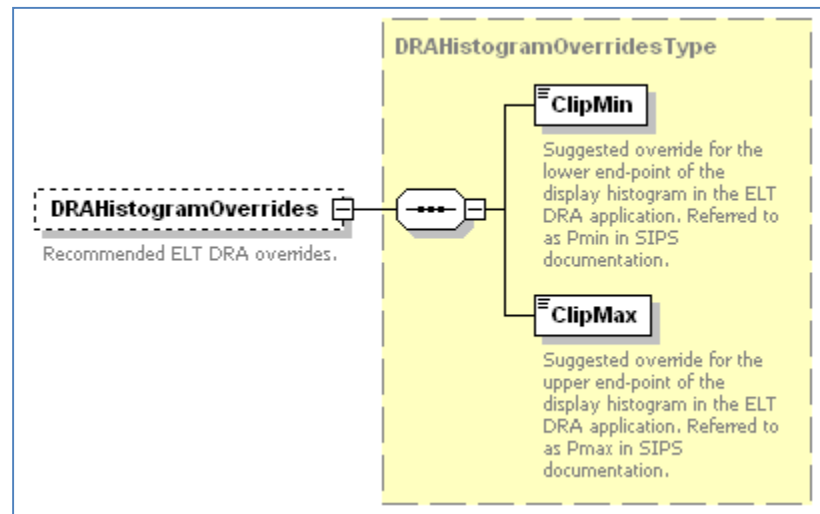 DRAHistogramOverridesType
ClipMin
Suggested override for the
lower end-point of the
display histogram in the ELT
DRA application. Referred to
as Pmin in SIPS
documentation.
DRAHistogramOverrides
Recommended ELT DRA overrides.
ClipMax
Suggested override for the
upper end-point of the
display histogram in the ELT
DRA application. Referred to
as Pmax in SIPS
documentation.